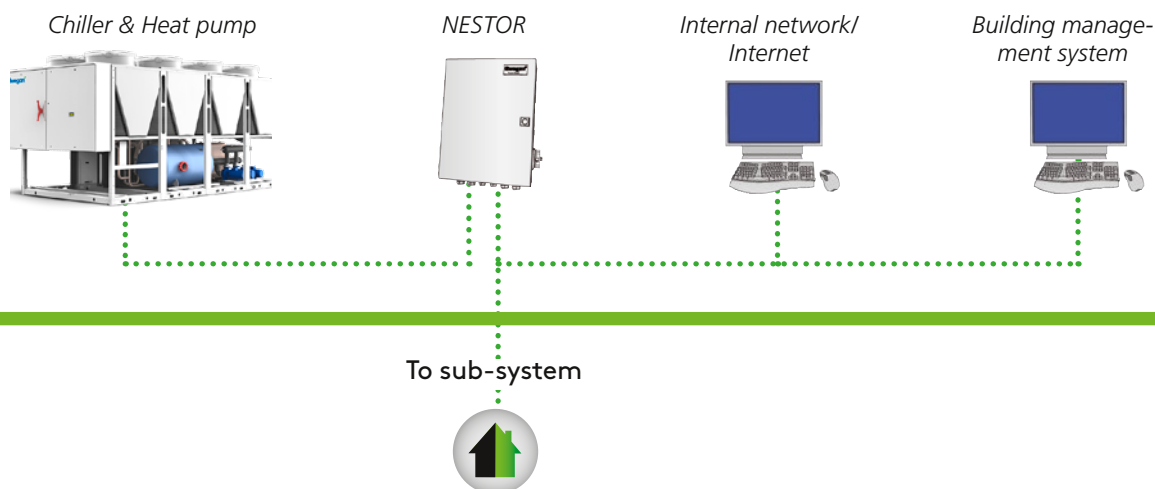 Chiller & Heat pump
NESTOR
Internal network/
Internet
Building manage-
ment system
To sub-system